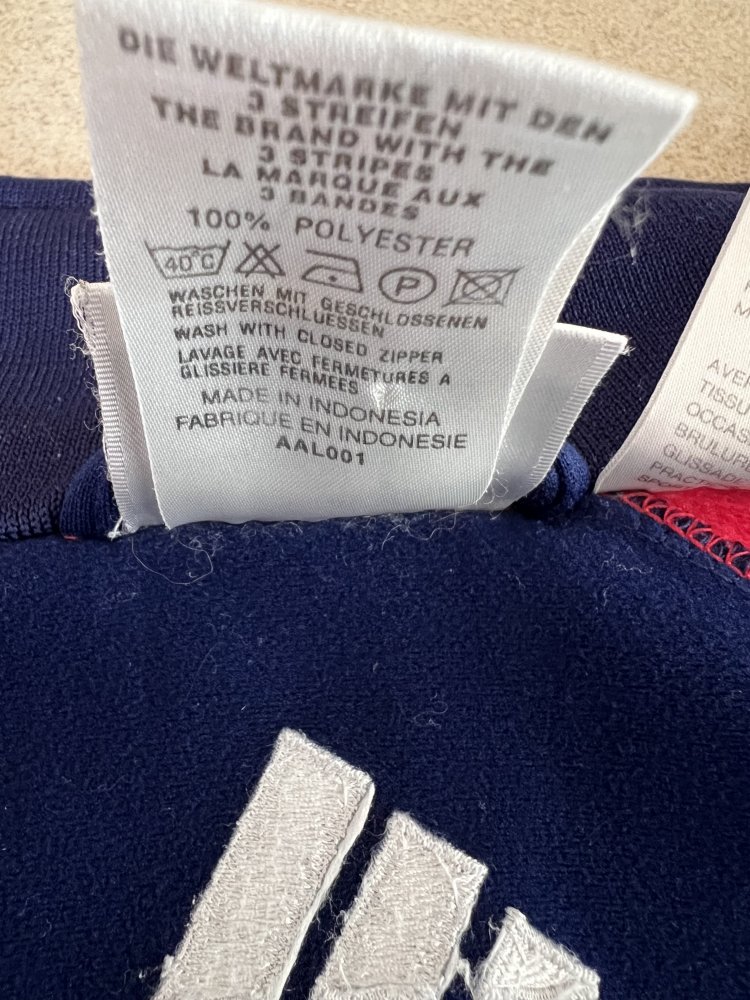 DIE WELTMARKE MIT DEN
3 STREIFEN
THE BRAND WITH THE
3 STRIPES
LA MARQUE AUX
3 BANDES
100% POLYESTER
40°C P
WASCHEN MIT GESCHLOSSENEN
REISSVERSCHLUESSEN
WASH WITH CLOSED ZIPPER
LAVAGE AVEC FERMETURES A
GLISSIERE FERMEES
MADE IN INDONESIA
FABRIQUE EN INDONESIE
AAL001